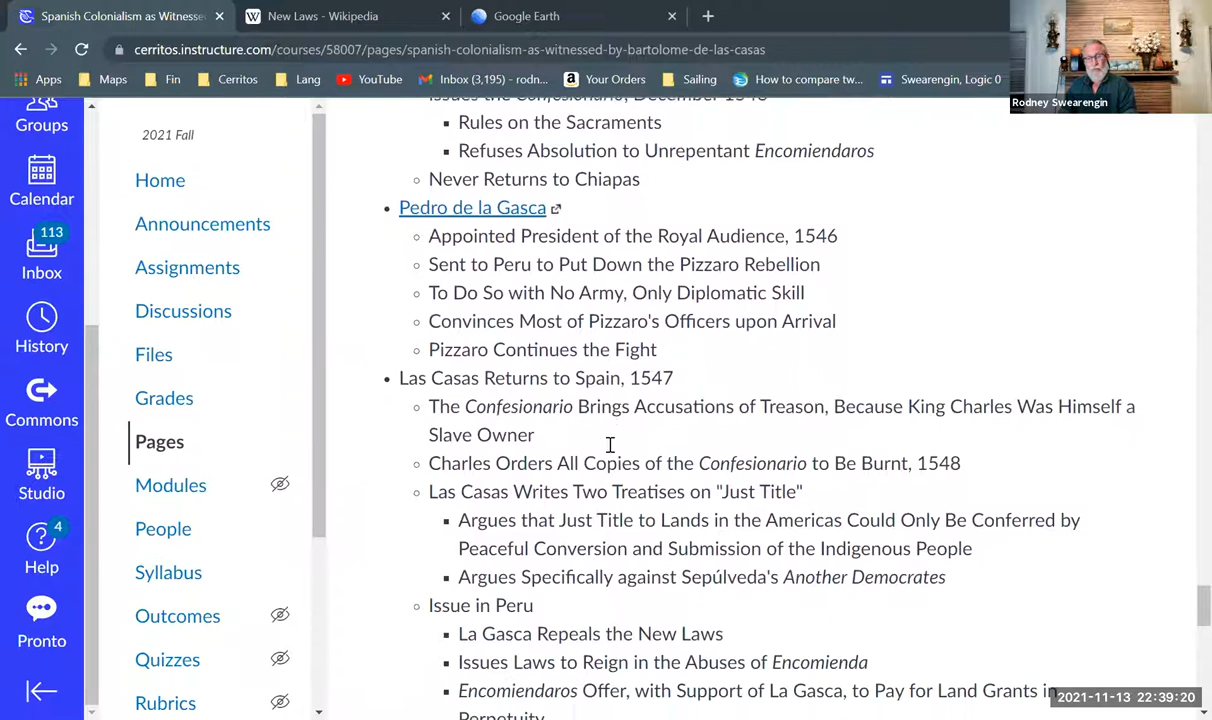 Spanish Colonialism as Witnesse
New Laws - Wikipedia
Google Earth
cerritos.instructure.com/courses/58007/pages/spanish-colonialism-as-witnessed-by-bartolome-de-las-casas
Apps
Maps
Fin
Cerritos
Lang
YouTube
Inbox (3,195) - rodn...
Your Orders
Sailing
How to compare tw...
Swearengin, Logic 0
Rodney Swearengin
Groups
Calendar
113
Inbox
History
Commons
Studio
4
Help
Pronto
2021 Fall
Home
Announcements
Assignments
Discussions
Files
Grades
Pages
Modules
People
Syllabus
Outcomes
Quizzes
Rubrics
Issues the Confesionario, December 1546
Rules on the Sacraments
Refuses Absolution to Unrepentant Encomiendaros
Never Returns to Chiapas
Pedro de la Gasca
Appointed President of the Royal Audience, 1546
Sent to Peru to Put Down the Pizzaro Rebellion
To Do So with No Army, Only Diplomatic Skill
Convinces Most of Pizzaro's Officers upon Arrival
Pizzaro Continues the Fight
Las Casas Returns to Spain, 1547
The Confesionario Brings Accusations of Treason, Because King Charles Was Himself a
Slave Owner
Charles Orders All Copies of the Confesionario to Be Burnt, 1548
Las Casas Writes Two Treatises on "Just Title"
Argues that Just Title to Lands in the Americas Could Only Be Conferred by
Peaceful Conversion and Submission of the Indigenous People
Argues Specifically against Sepúlveda's Another Democrates
Issue in Peru
La Gasca Repeals the New Laws
Issues Laws to Reign in the Abuses of Encomienda
Encomiendaros Offer, with Support of La Gasca, to Pay for Land Grants in
Perpetuity
2021-11-13 22:39:20